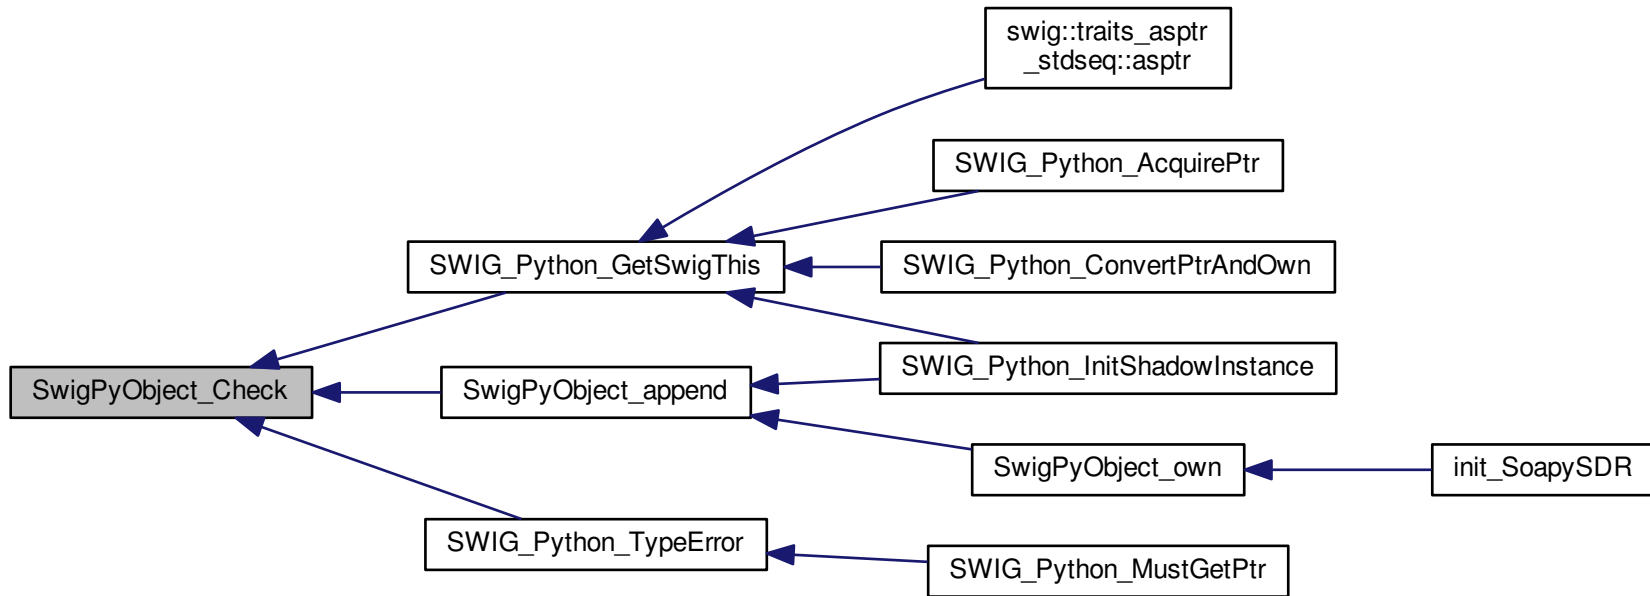 swig::traits_asptr
_stdseq::asptr
SWIG_Python_AcquirePtr
SWIG_Python_GetSwigThis
SWIG_Python_ConvertPtrAndOwn
SWIG_Python_InitShadowInstance
SwigPyObject_Check
SwigPyObject_append
SwigPyObject_own
init_SoapySDR
SWIG_Python_TypeError
SWIG_Python_MustGetPtr